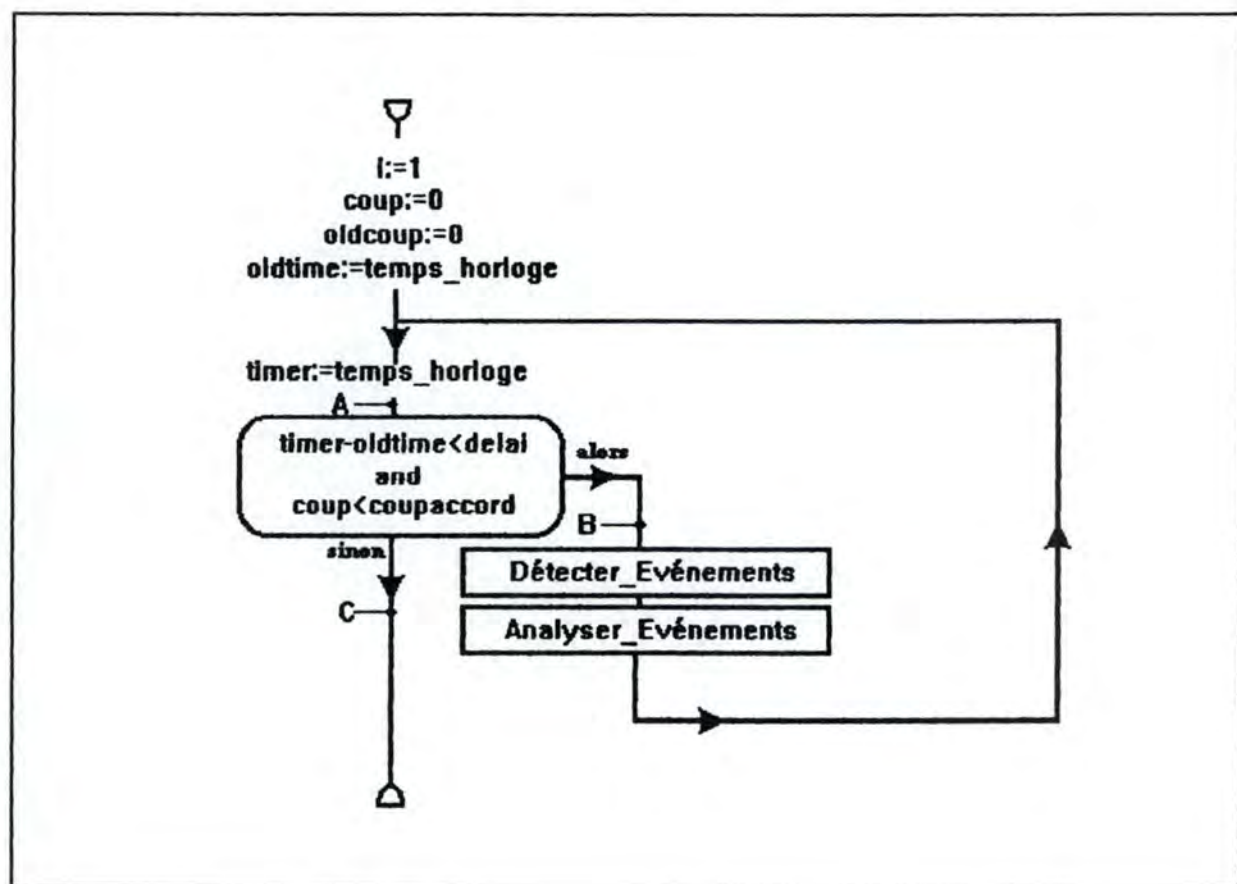 i:=1
coup:=0
oldcoup:=0
oldtime:=temps_horloge
timer:=temps_horloge
A
timer-oldtime<delai
and
coup<coupaccord
alors
B
sinon
Détecter_Evénements
C
Analyser_Evénements